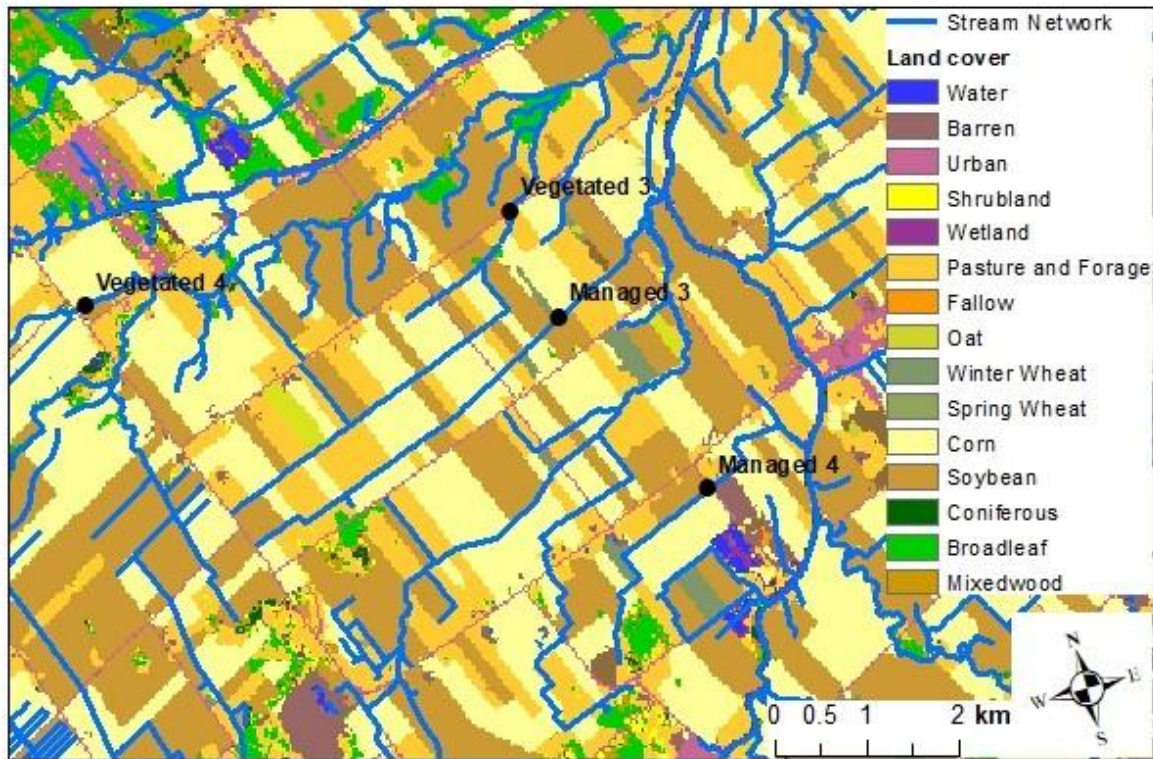 Stream Network
Land cover
Water
Barren
Urban
Shrubland
Wetland
Pasture and Forage
Fallow
Oat
Winter Wheat
Spring Wheat
Corn
Soybean
Coniferous
Broadleaf
Mixedwood
Vegetated 3
Vegetated 4
Managed 3
Managed 4
N
W E
S
0 0.5 1 2 km